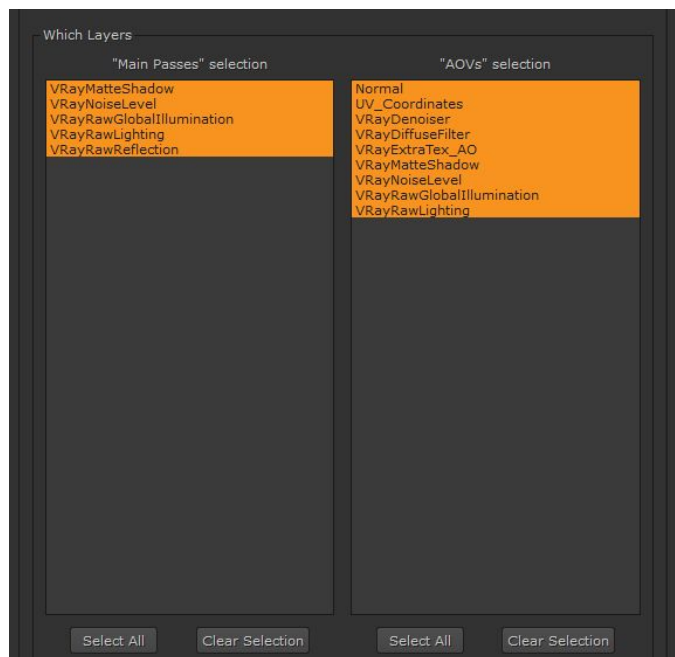 Which Layers
"Main Passes" selection
VRayMatteShadow
VRayNoiseLevel
VRayRawGlobalIllumination
VRayRawLighting
VRayRawReflection
Select All
Clear Selection
"AOVs" selection
Normal
UV_Coordinates
VRayDenoiser
VRayDiffuseFilter
VRayExtraTex_AO
VRayMatteShadow
VRayNoiseLevel
VRayRawGlobalIllumination
VRayRawLighting
Select All
Clear Selection